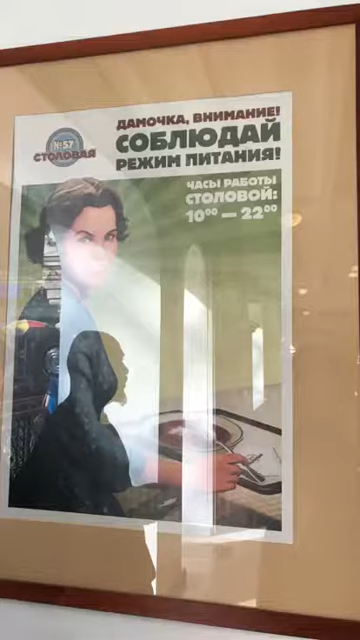 №57
СТОЛОВАЯ
ДАМОЧКА, ВНИМАНИЕ!
СОБЛЮДАЙ
РЕЖИМ ПИТАНИЯ!
ЧАСЫ РАБОТЫ
СТОЛОВОЙ:
10⁰⁰ — 22⁰⁰